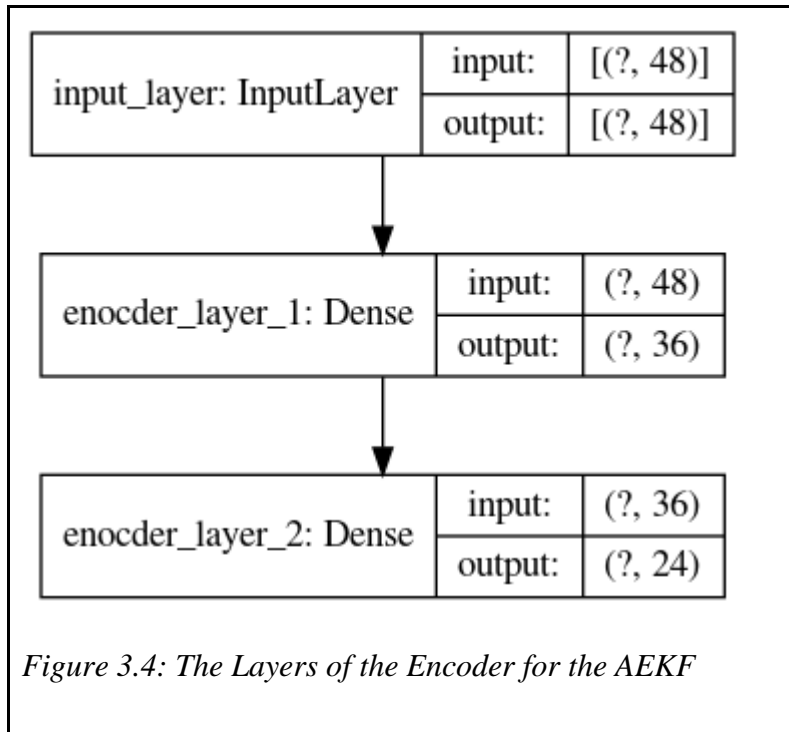 input_layer: InputLayer
input:
[(?, 48)]
output:
[(?, 48)]
enocder_layer_1: Dense
input:
(?, 48)
output:
(?, 36)
enocder_layer_2: Dense
input:
(?, 36)
output:
(?, 24)
Figure 3.4: The Layers of the Encoder for the AEKF